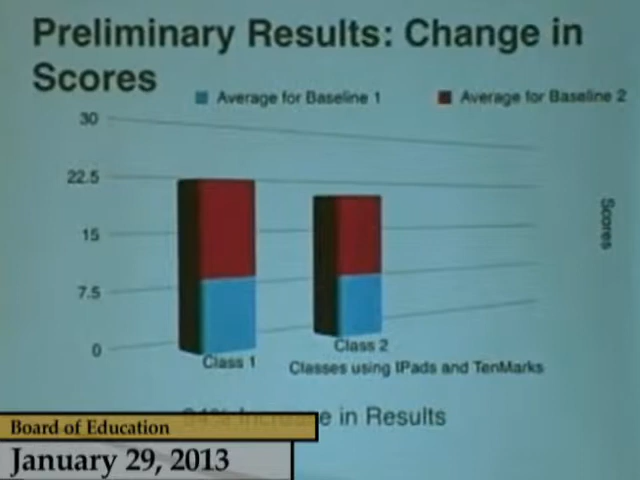 Preliminary Results: Change in
Scores
Average for Baseline 1
Average for Baseline 2
30
22.5
15
7.5
0
Scores
Class 1
Class 2
Classes using IPads and TenMarks
in Results
Board of Education
January 29, 2013